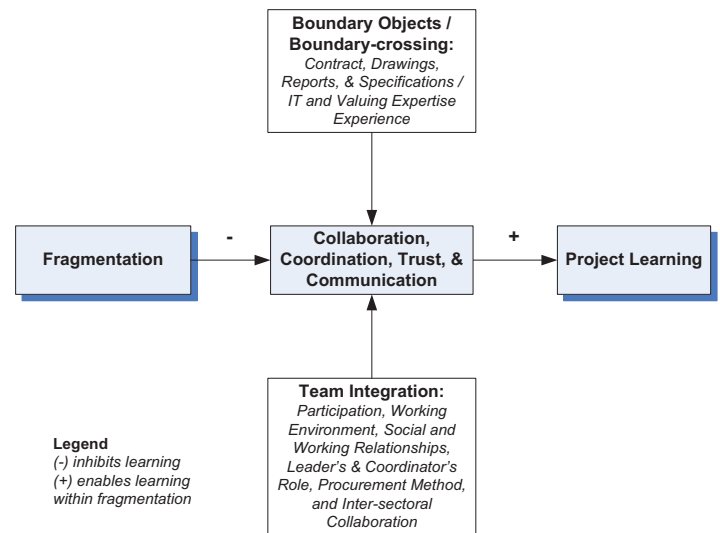 Boundary Objects /
Boundary-crossing:
Contract, Drawings,
Reports, & Specifications /
IT and Valuing Expertise
Experience
Fragmentation
-
Collaboration,
Coordination, Trust, &
Communication
+
Project Learning
Team Integration:
Participation, Working
Environment, Social and
Working Relationships,
Leader's & Coordinator's
Role, Procurement Method,
and Inter-sectoral
Collaboration
Legend
(-) inhibits learning
(+) enables learning
within fragmentation